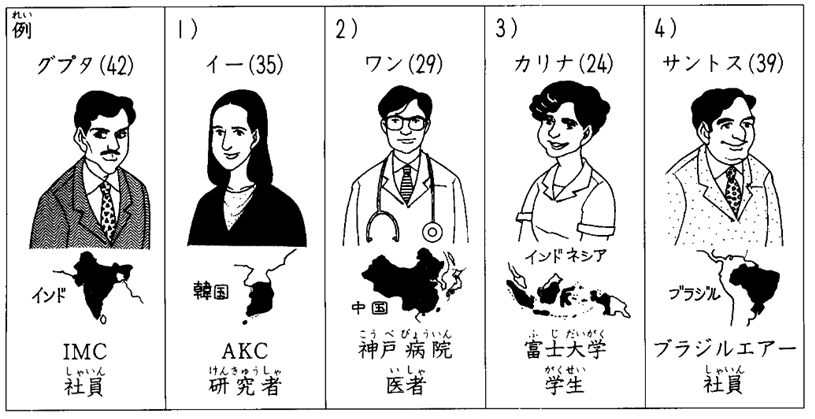 れい
例
グプタ(42)
インド
IMC
しゃいん
社員
1)
イー(35)
韓国
AKC
けんきゅうしゃ
研究者
2)
ワン(29)
中国
こうべびょういん
神戸病院
いしゃ
医者
3)
カリナ(24)
インドネシア
ふじだいがく
富士大学
がくせい
学生
4)
サントス(39)
ブラジル
ブラジルエアー
しゃいん
社員